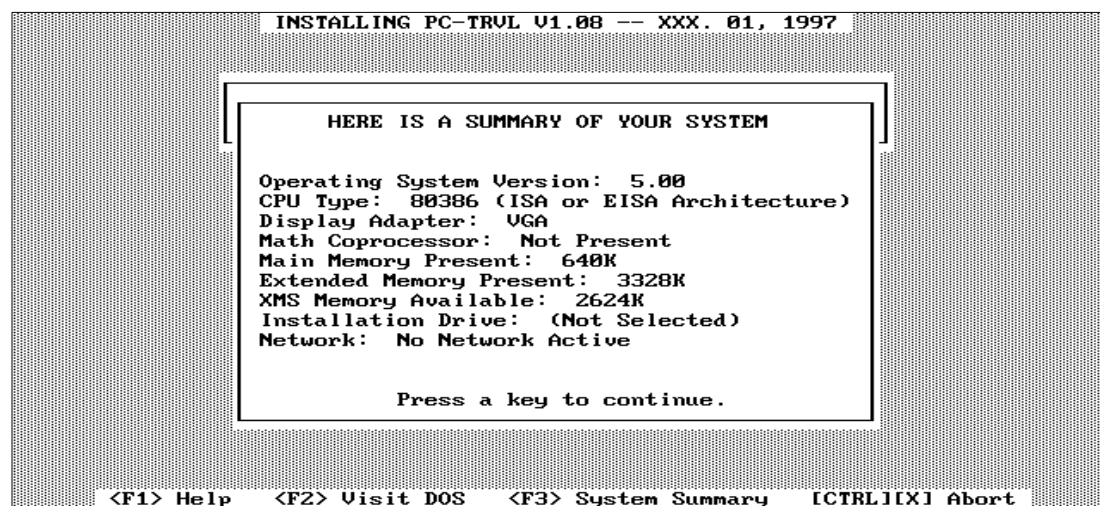 INSTALLING PC-TRVL V1.08 -- XXX. 01, 1997
HERE IS A SUMMARY OF YOUR SYSTEM
Operating System Version:  5.00
CPU Type:  80386 (ISA or EISA Architecture)
Display Adapter:  VGA
Math Coprocessor:  Not Present
Main Memory Present:  640K
Extended Memory Present:  3328K
XMS Memory Available:  2624K
Installation Drive:  (Not Selected)
Network:  No Network Active
Press a key to continue.
<F1> Help   <F2> Visit DOS   <F3> System Summary   [CTRL][X] Abort